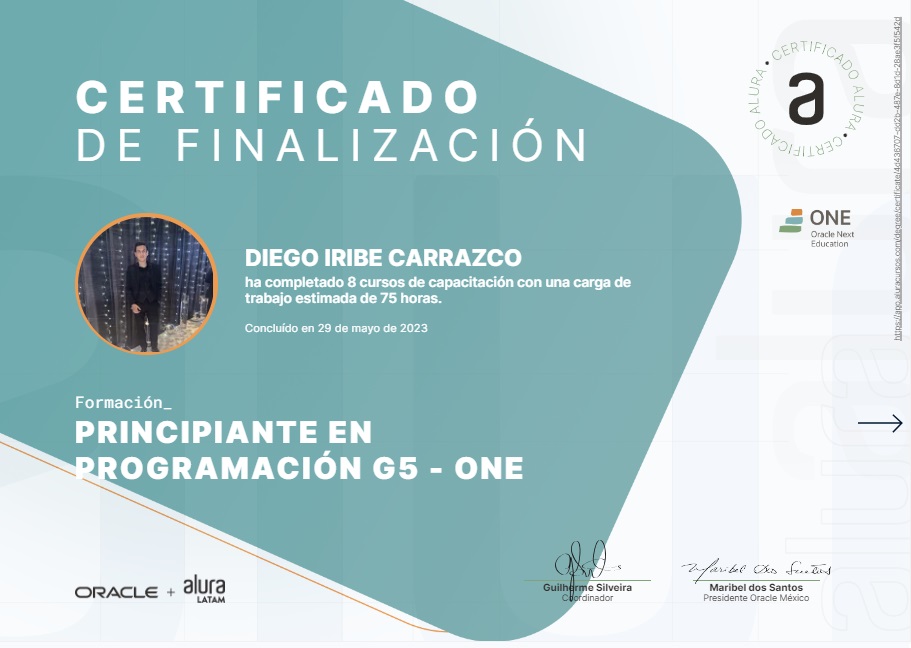 CERTIFICADO
DE FINALIZACIÓN
CERTIFICADO ALURA • CERTIFICADO ALURA •
a
ONE
Oracle Next
Education
DIEGO IRIBE CARRAZCO
ha completado 8 cursos de capacitación con una carga de
trabajo estimada de 75 horas.
Concluído en 29 de mayo de 2023
Formación_
PRINCIPIANTE EN
PROGRAMACIÓN G5 - ONE
ORACLE + alura
LATAM
Guilherme Silveira
Coordinador
Maribel dos Santos
Maribel dos Santos
Presidente Oracle México
alura